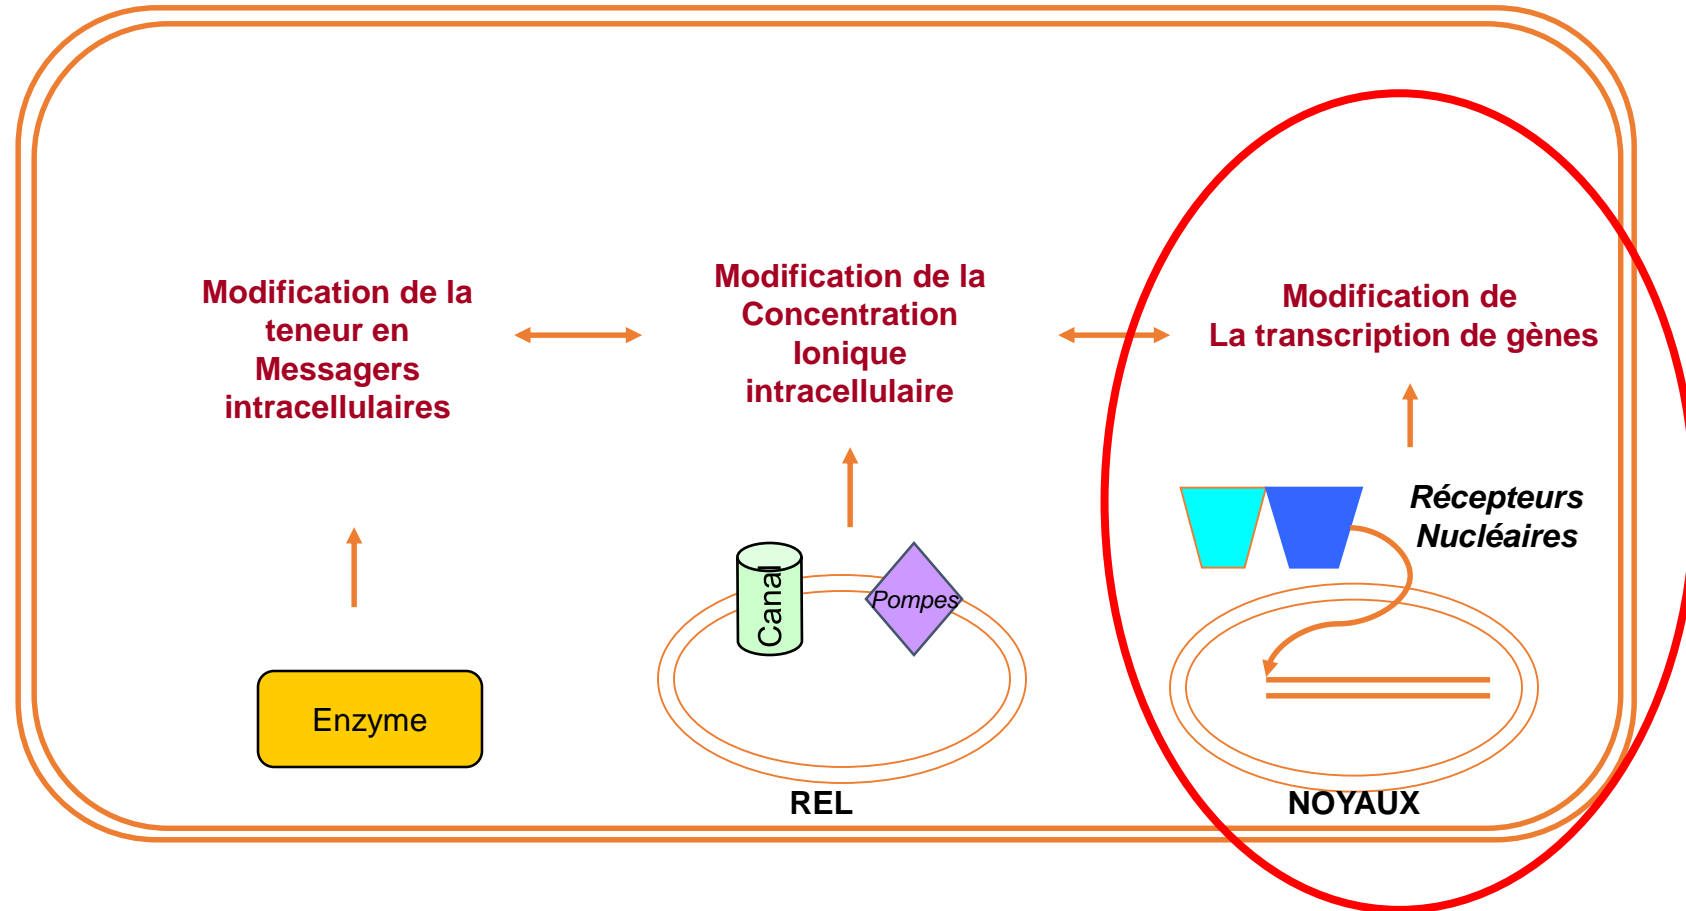 Modification de la
teneur en
Messagers
intracellulaires
Modification de la
Concentration
Ionique
intracellulaire
Modification de
La transcription de gènes
Récepteurs
Nucléaires
Canal
Pompes
Enzyme
REL
NOYAUX